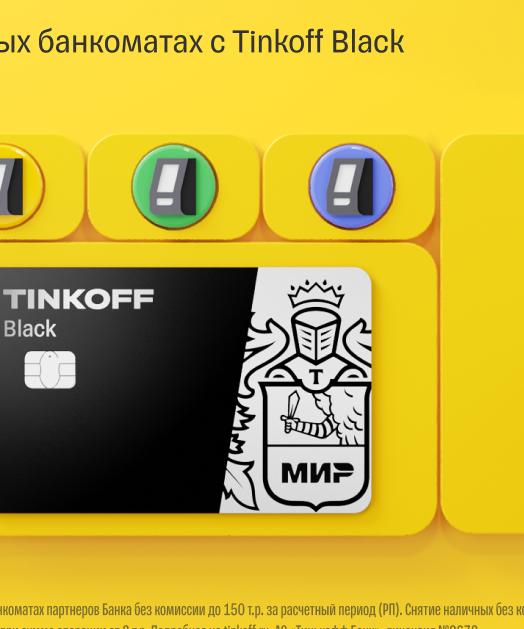 ых банкоматах с Tinkoff Black
TINKOFF
Black
T
МИР
нкоматах партнеров Банка без комиссии до 150 т.р. за расчетный период (РП). Снятие наличных без ко